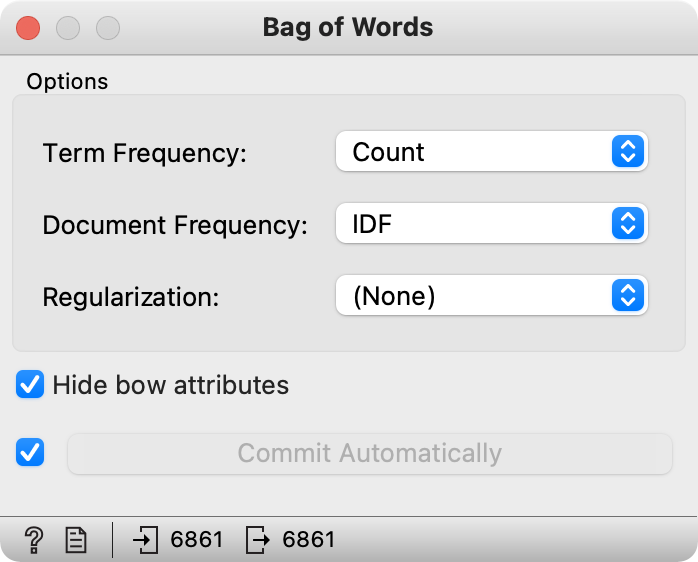 Bag of Words
Options
Term Frequency: Count
Document Frequency: IDF
Regularization: (None)
Hide bow attributes
Commit Automatically
? 6861 6861